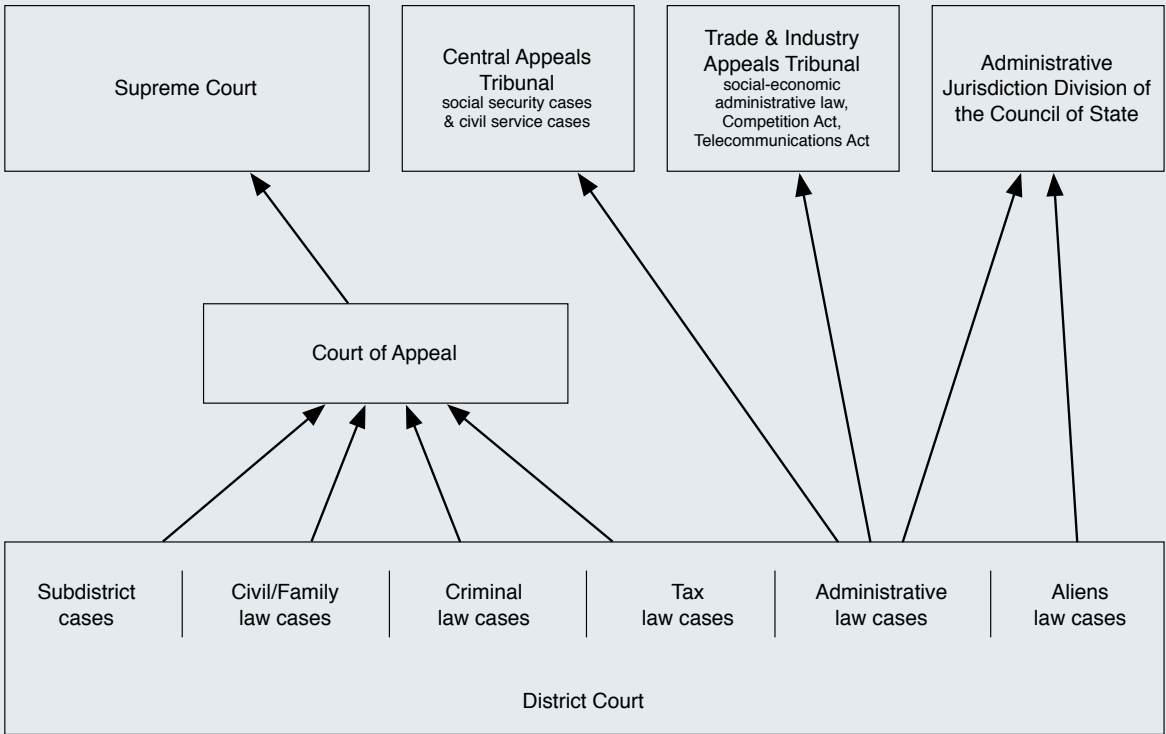 Supreme Court
Central Appeals
Tribunal
social security cases
& civil service cases
Trade & Industry
Appeals Tribunal
social-economic
administrative law,
Competition Act,
Telecommunications Act
Administrative
Jurisdiction Division of
the Council of State
Court of Appeal
Subdistrict
cases
Civil/Family
law cases
Criminal
law cases
Tax
law cases
Administrative
law cases
Aliens
law cases
District Court